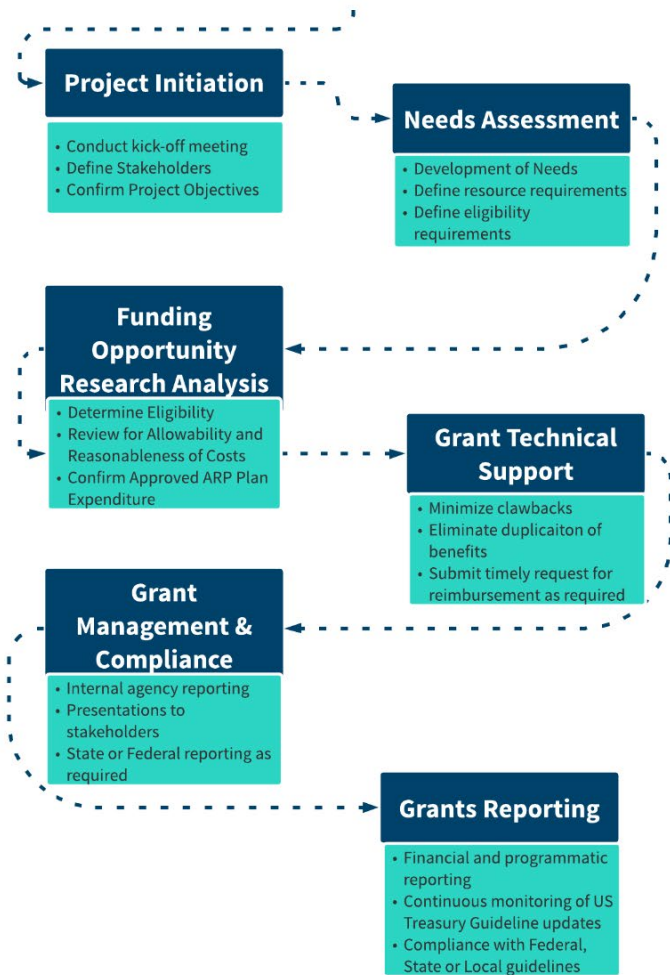 Project Initiation
• Conduct kick-off meeting
• Define Stakeholders
• Confirm Project Objectives
Needs Assessment
• Development of Needs
• Define resource requirements
• Define eligibility
requirements
Funding
Opportunity
Research Analysis
• Determine Eligibility
• Review for Allowability and
Reasonableness of Costs
• Confirm Approved ARP Plan
Expenditure
Grant Technical
Support
• Minimize clawbacks
• Eliminate duplicaiton of
benefits
• Submit timely request for
reimbursement as required
Grant
Management &
Compliance
• Internal agency reporting
• Presentations to
stakeholders
• State or Federal reporting as
required
Grants Reporting
• Financial and programmatic
reporting
• Continuous monitoring of US
Treasury Guideline updates
• Compliance with Federal,
State or Local guidelines